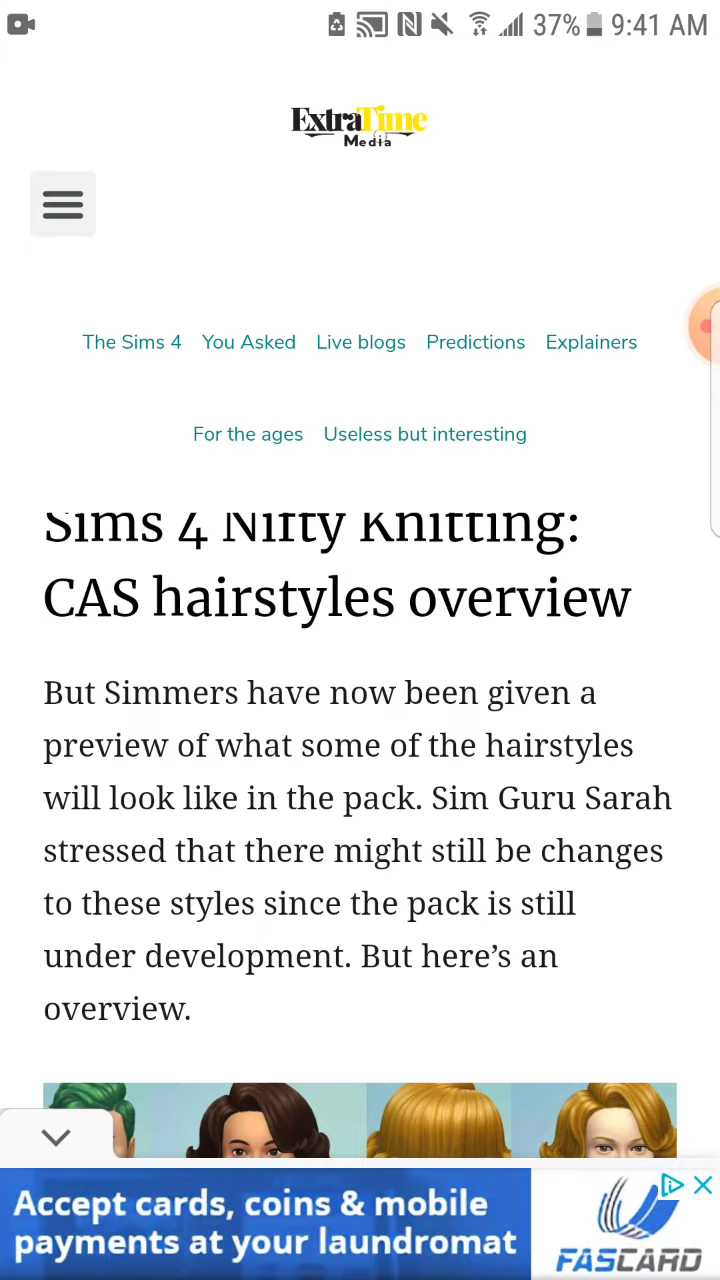 37% 9:41 AM
ExtraTime
Media
The Sims 4 You Asked Live blogs Predictions Explainers
For the ages Useless but interesting
Sims 4 Nifty Knitting:
CAS hairstyles overview
But Simmers have now been given a
preview of what some of the hairstyles
will look like in the pack. Sim Guru Sarah
stressed that there might still be changes
to these styles since the pack is still
under development. But here’s an
overview.
Accept cards, coins & mobile
payments at your laundromat
FASCARD